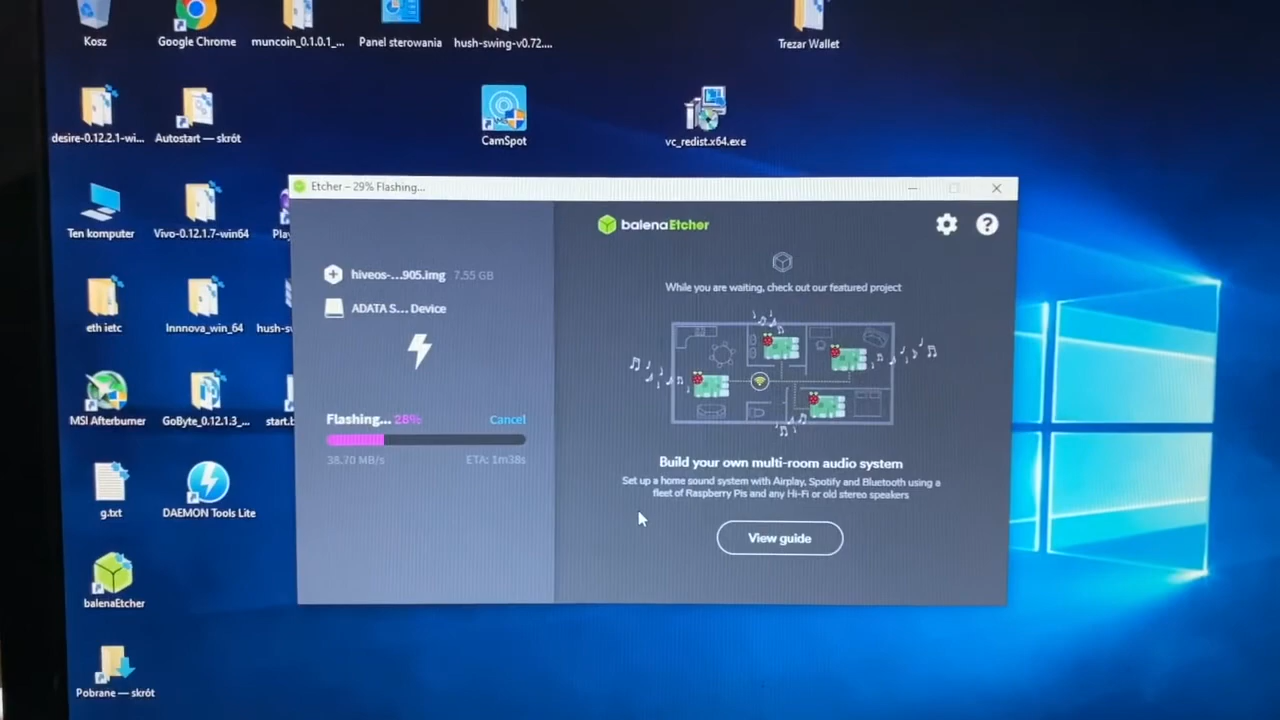 Kosz
Google Chrome
muncoin_0.1.0.1_...
Panel sterowania
hush-swing-v0.72....
Trezar Wallet
desire-0.12.2.1-wi...
Autostart — skrót
CamSpot
vc_redist.x64.exe
Etcher – 29% Flashing...
balenaEtcher
Ten komputer
Vivo-0.12.1.7-win64
Play
hiveos-...905.img 7.55 GB
ADATA S... Device
While you are waiting, check out our featured project
eth ietc
Innnova_win_64
hush-sw
Flashing... 28%
Cancel
38.70 MB/s
ETA: 1m38s
MSI Afterburner
GoByte_0.12.1.3_...
start.b
Build your own multi-room audio system
Set up a home sound system with Airplay, Spotify and Bluetooth using a
fleet of Raspberry Pis and any Hi-Fi or old stereo speakers
View guide
g.txt
DAEMON Tools Lite
balenaEtcher
Pobrane — skrót